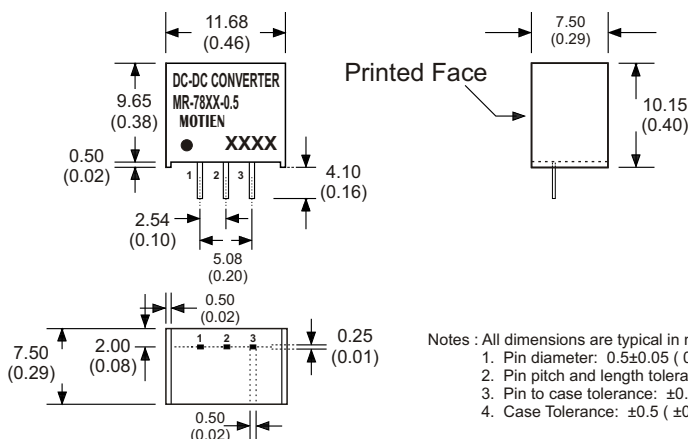 11.68
(0.46)
9.65
(0.38)
0.50
(0.02)
DC-DC CONVERTER
MR-78XX-0.5
MOTIEN
XXXX
1 2 3
4.10
(0.16)
2.54
(0.10)
5.08
(0.20)
7.50
(0.29)
Printed Face
10.15
(0.40)
0.50
(0.02)
7.50
(0.29)
2.00
(0.08)
1 2 3
0.25
(0.01)
0.50
(0.02)
Notes : All dimensions are typical in
1. Pin diameter: 0.5±0.05 (
2. Pin pitch and length
3. Pin to case tolerance: ±0.
4. Case Tolerance: ±0.5 ( ±0